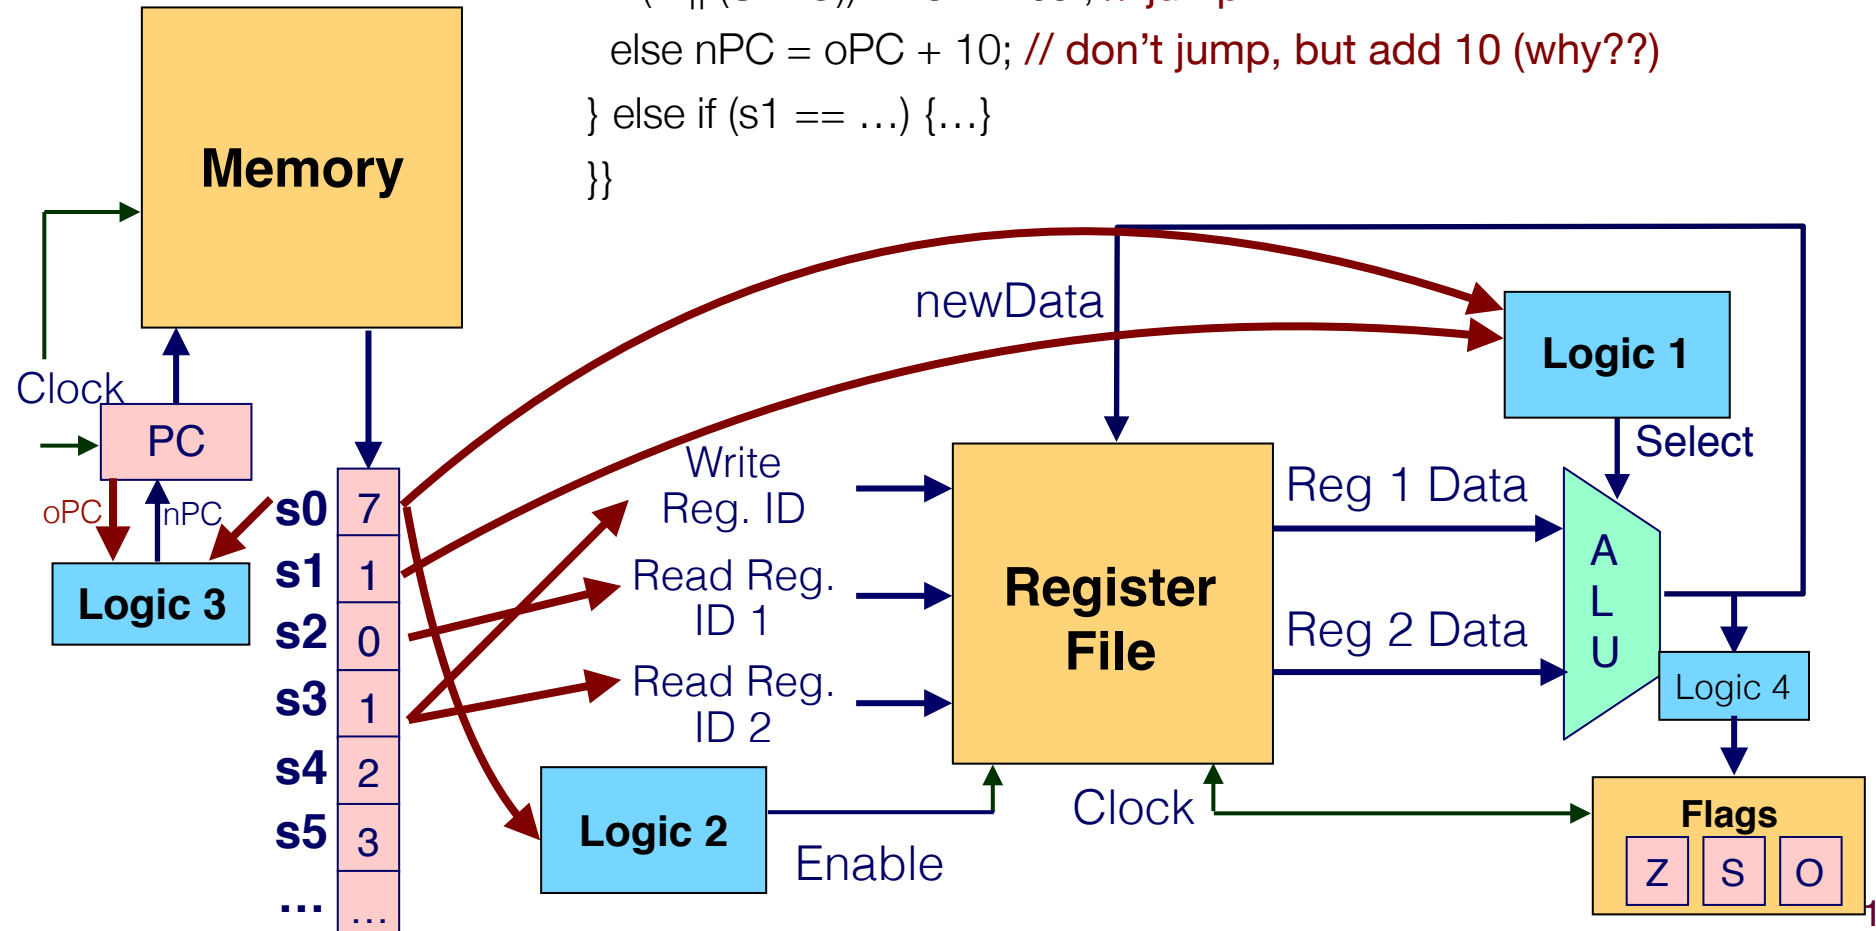 else nPC = oPC + 10; // don't jump, but add 10 (why??)
} else if (s1 == …) {…}
}}
Memory
newData
Logic 1
Clock
PC
Select
oPC
nPC
s0
7
Write
Reg. ID
Reg 1 Data
s1
1
Read Reg.
ID 1
Register
File
A
L
U
Logic 3
s2
0
Reg 2 Data
s3
1
Read Reg.
ID 2
Logic 4
s4
2
Clock
Flags
s5
3
Logic 2
Enable
Z
S
O
…
…